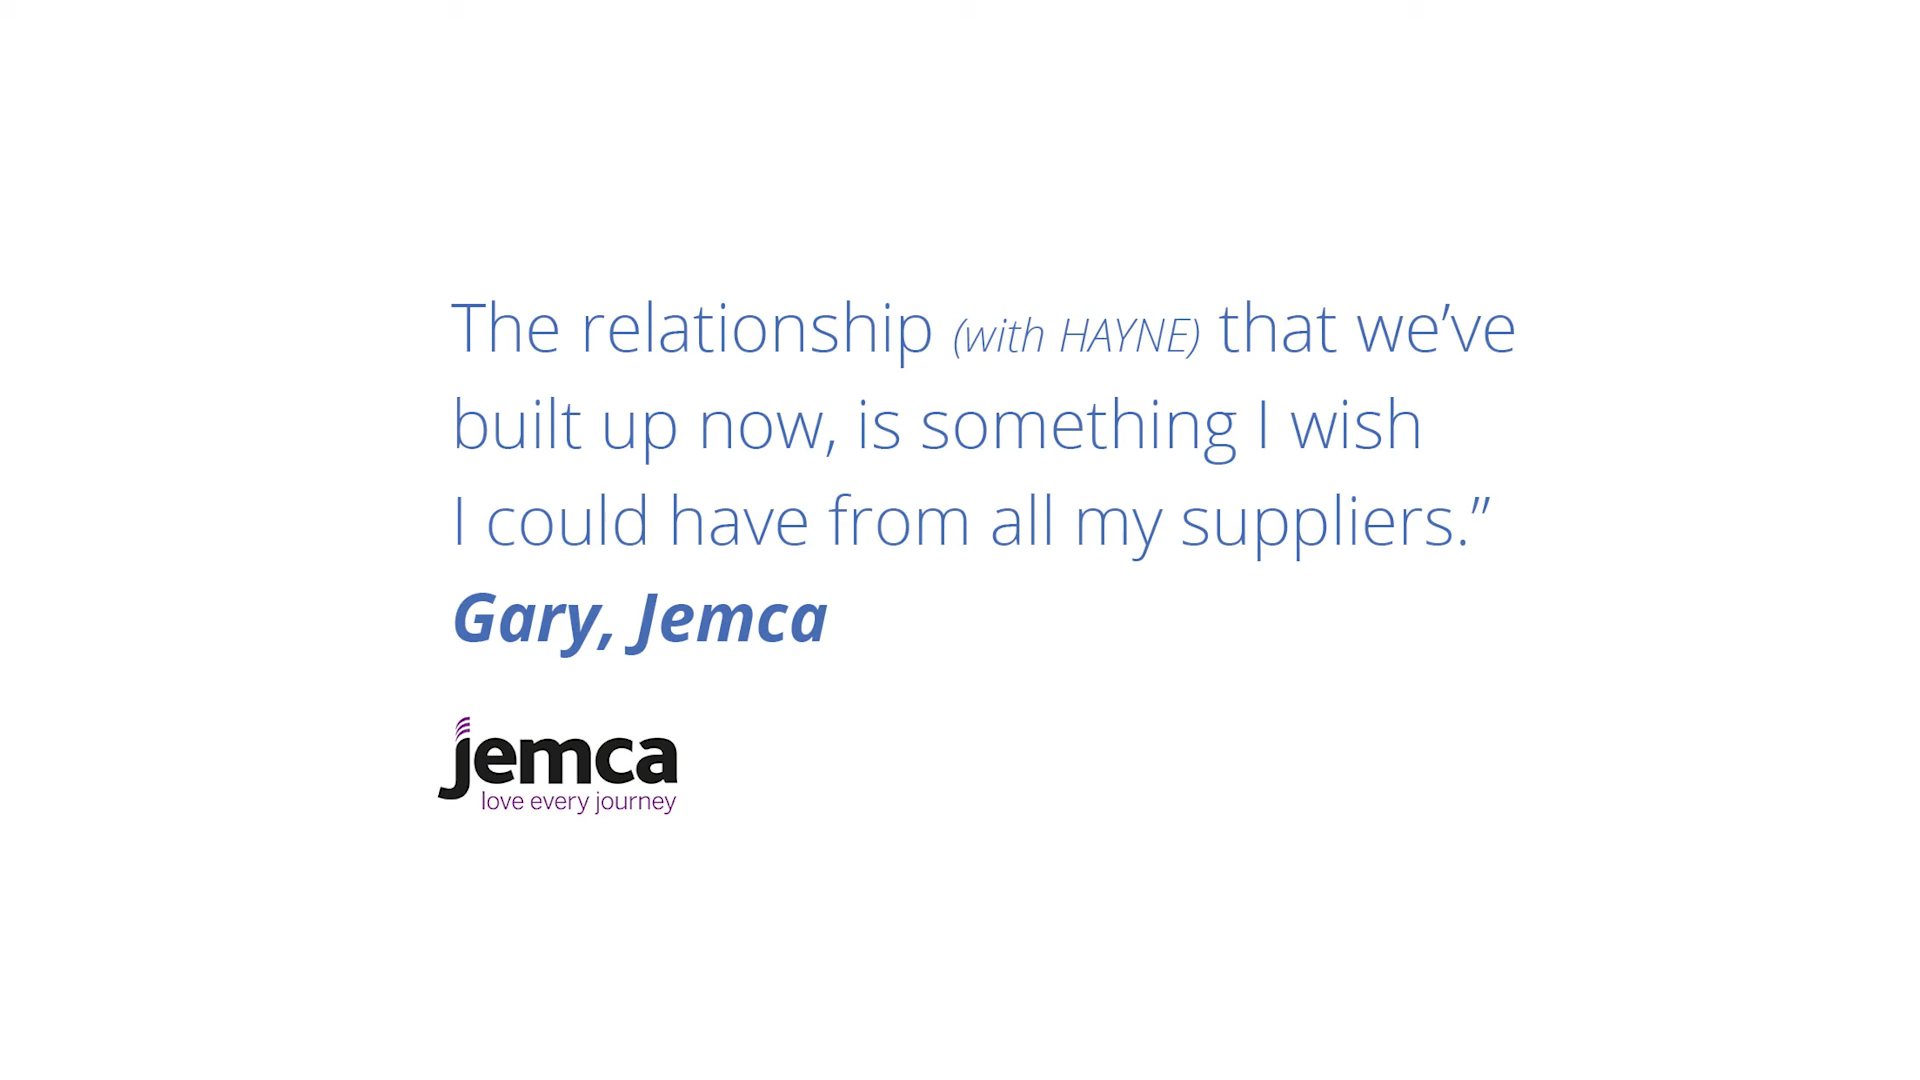 The relationship (with HAYNE) that we’ve
built up now, is something I wish
I could have from all my suppliers.”
Gary, Jemca
jemca
love every journey